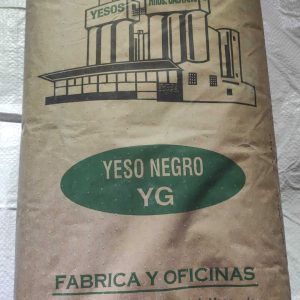 YESOS
YESO NEGRO
YG
FABRICA Y OFICINAS